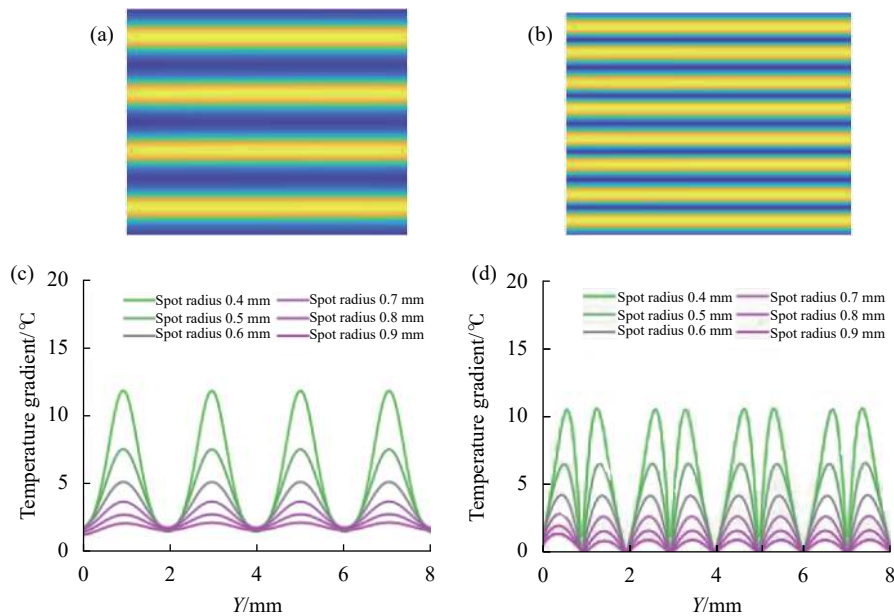 (a)
(b)
(c)
20
15
10
5
0
Temperature gradient/℃
Spot radius 0.4 mm
Spot radius 0.5 mm
Spot radius 0.6 mm
Spot radius 0.7 mm
Spot radius 0.8 mm
Spot radius 0.9 mm
0 2 4 6 8
Y/mm
(d)
20
15
10
5
0
Temperature gradient/℃
Spot radius 0.4 mm
Spot radius 0.5 mm
Spot radius 0.6 mm
Spot radius 0.7 mm
Spot radius 0.8 mm
Spot radius 0.9 mm
0 2 4 6 8
Y/mm